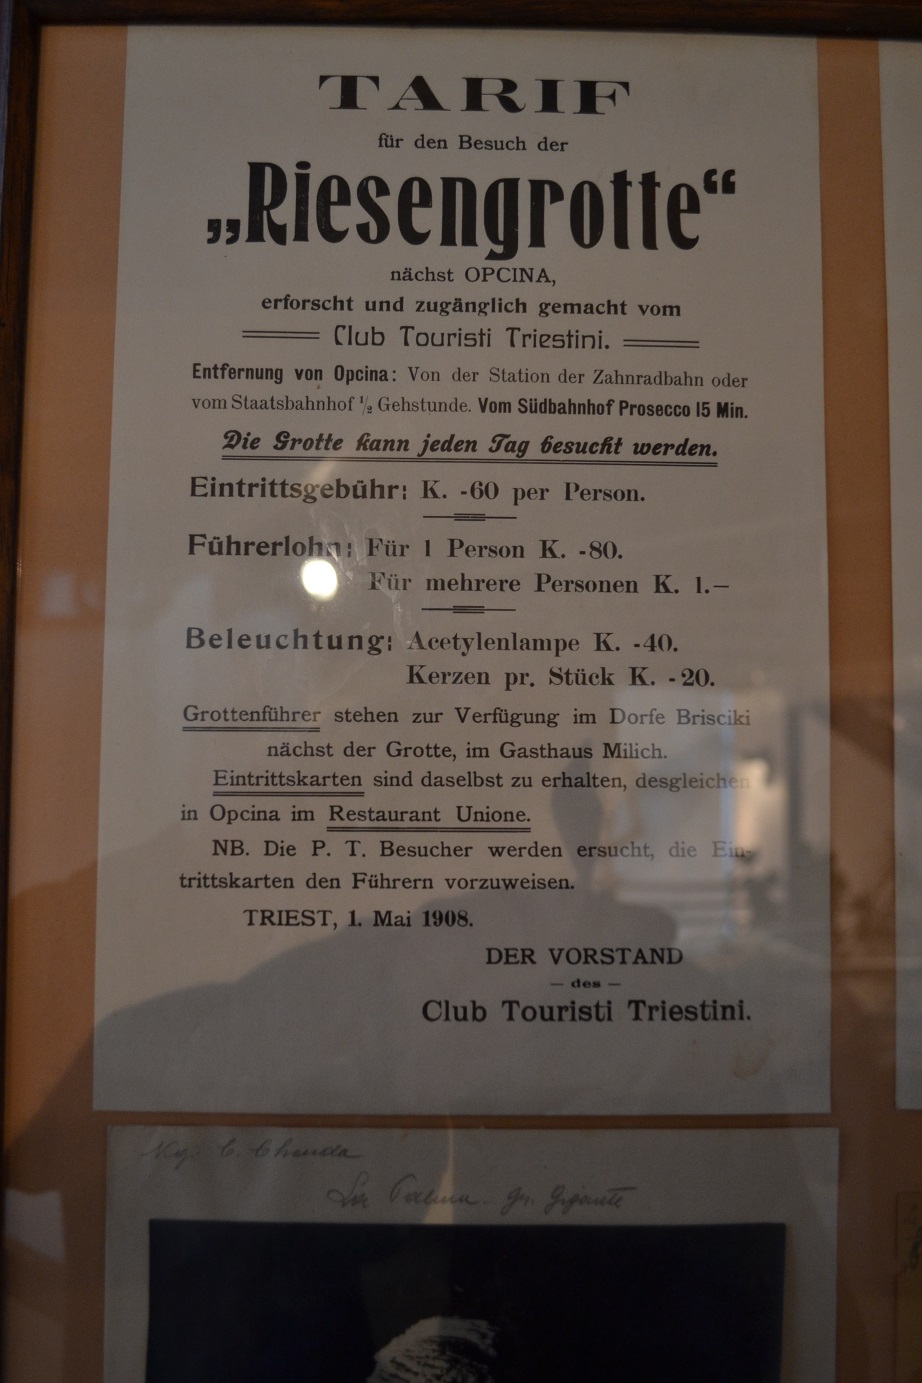 TARIF
für den Besuch der
„Riesengrotte“
nächst OPCINA,
erforscht und zugänglich gemacht vom
Club Touristi Triestini.
Entfernung von Opcina: Von der Station der Zahnradbahn oder
vom Staatsbahnhof ½ Gehstunde. Vom Südbahnhof Prosecco 15 Min.
Die Grotte kann jeden Tag besucht werden.
Eintrittsgebühr: K. -60 per Person.
Führerlohn: Für 1 Person K. -80.
Für mehrere Personen K. 1.—
Beleuchtung: Acetylenlampe K. -40.
Kerzen pr. Stück K. -20.
Grottenführer stehen zur Verfügung im Dorfe Brisciki
nächst der Grotte, im Gasthaus Milich.
Eintrittskarten sind daselbst zu erhalten, desgleichen
in Opcina im Restaurant Unione.
NB. Die P. T. Besucher werden ersucht, die Ein-
trittskarten den Führern vorzuweisen.
TRIEST, 1. Mai 1908.
DER VORSTAND
— des —
Club Touristi Triestini.
La Palma Gigante